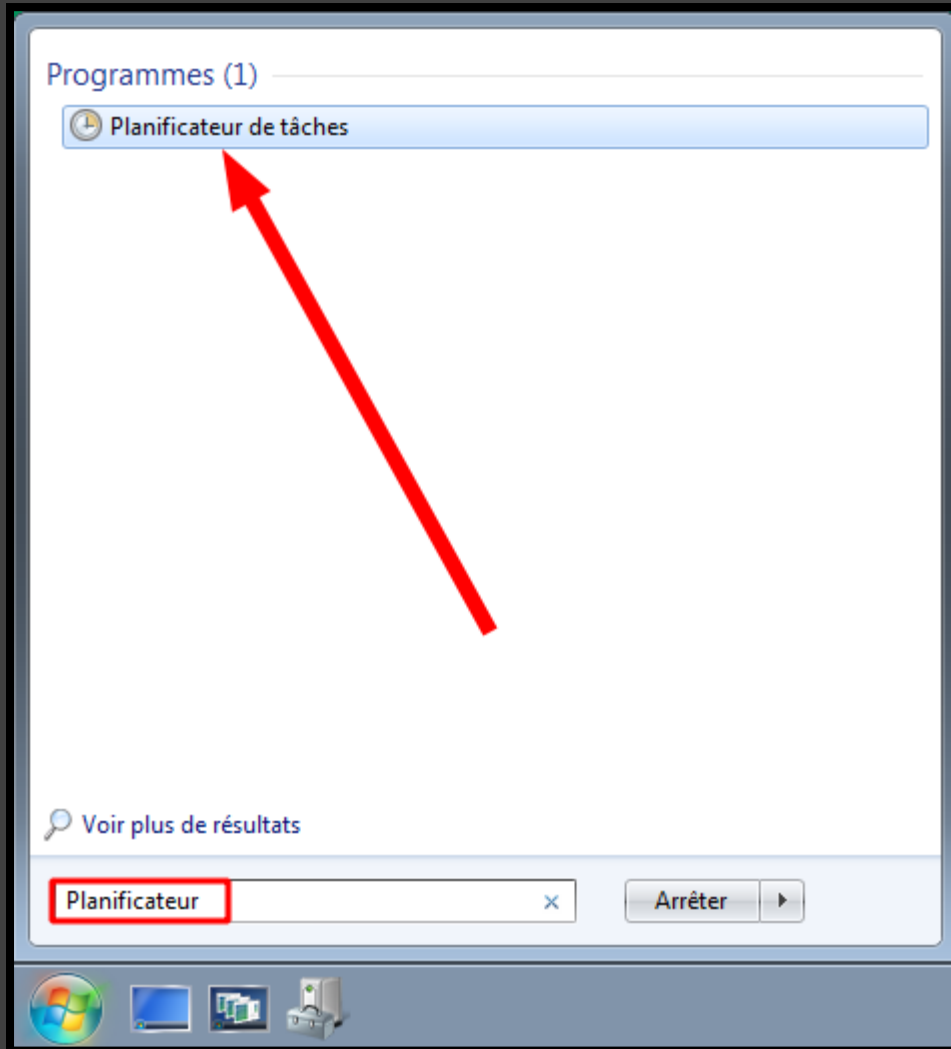 Programmes (1)
Planificateur de tâches
Voir plus de résultats
Planificateur
Arrêter